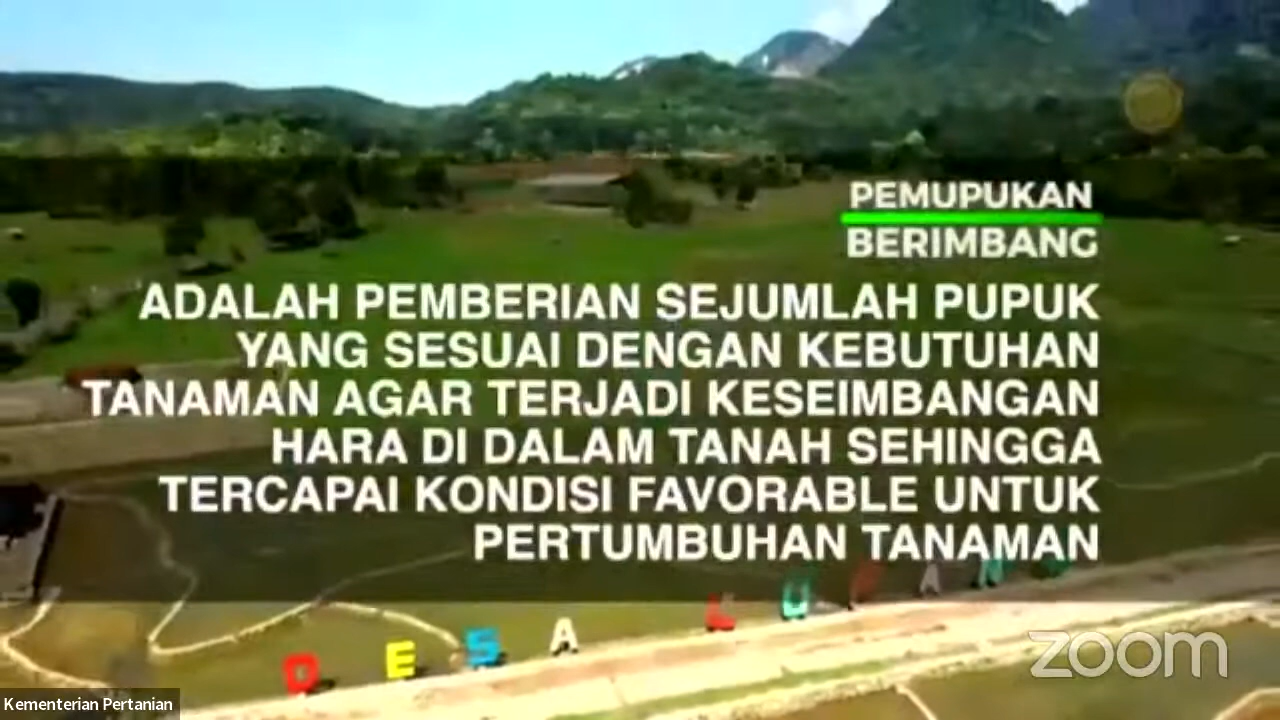 PEMUPUKAN
BERIMBANG
ADALAH PEMBERIAN SEJUMLAH PUPUK
YANG SESUAI DENGAN KEBUTUHAN
TANAMAN AGAR TERJADI KESEIMBANGAN
HARA DI DALAM TANAH SEHINGGA
TERCAPAI KONDISI FAVORABLE UNTUK
PERTUMBUHAN TANAMAN
DESA
zoom
Kementerian Pertanian